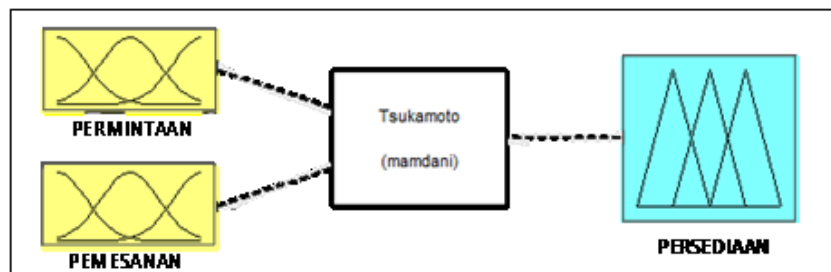 PERMINTAAN
Tsukamoto
(mamdani)
PEMESANAN
PERSEDIAAN